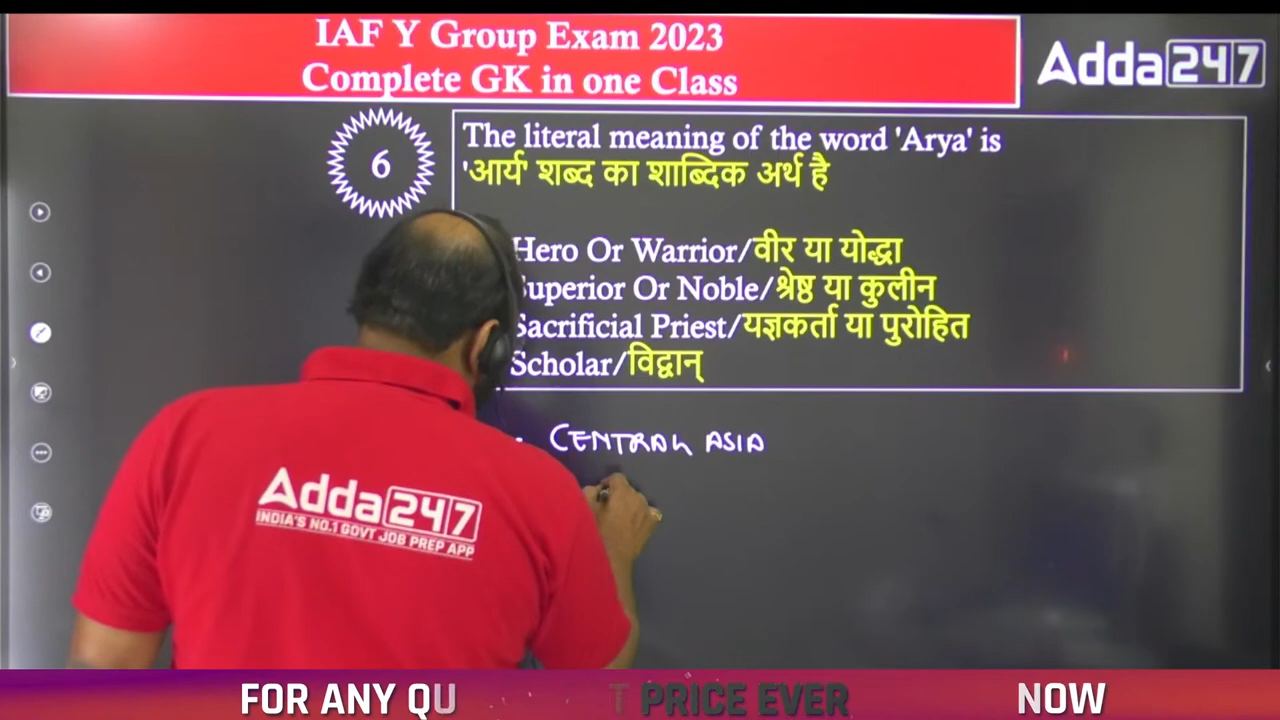 IAF Y Group Exam 2023
Complete GK in one Class
Adda247
6
The literal meaning of the word 'Arya' is
'आर्य' शब्द का शाब्दिक अर्थ है
Hero Or Warrior/वीर या योद्धा
Superior Or Noble/श्रेष्ठ या कुलीन
Sacrificial Priest/यज्ञकर्ता या पुरोहित
Scholar/विद्वान्
CENTRAL ASIA
Adda247
INDIA'S NO.1 GOVT JOB PREP APP
FOR ANY QU T PRICE EVER NOW